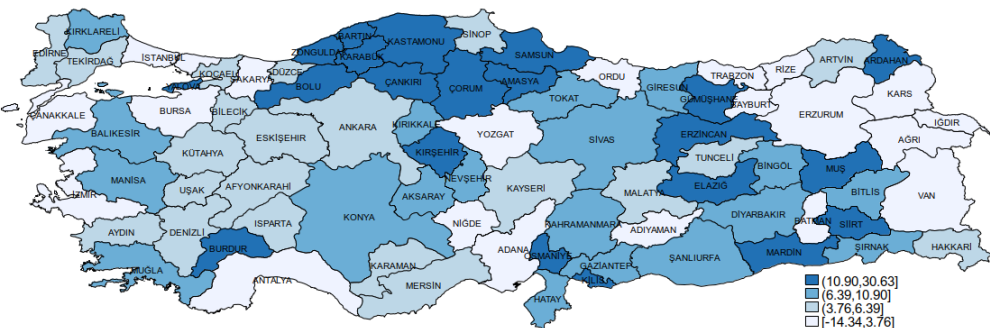 KIRKLARELİ
EDİRNE
TEKİRDAĞ
İSTANBUL
KOCAELİ
YALOVA
SAKARYA
DÜZCE
ZONGULDAK
BARTIN
KARABÜK
KASTAMONU
SİNOP
SAMSUN
ÇANKIRI
ÇORUM
AMASYA
ORDU
GİRESUN
TRABZON
RİZE
ARTVİN
ARDAHAN
GÜMÜŞHANE
BAYBURT
KARS
BOLU
TOKAT
ÇANAKKALE
BURSA
BİLECİK
BALIKESİR
ESKİŞEHİR
ANKARA
KIRIKKALE
YOZGAT
SİVAS
ERZİNCAN
ERZURUM
IĞDIR
AĞRI
KÜTAHYA
KIRŞEHİR
TUNCELİ
BİNGÖL
MUŞ
MANİSA
UŞAK
AFYONKARAHİ
NEVŞEHİR
KAYSERİ
MALATYA
ELAZIĞ
BİTLİS
VAN
İZMİR
AKSARAY
KONYA
ISPARTA
NİĞDE
KAHRAMANMARA
ADIYAMAN
DİYARBAKIR
BATMAN
SİİRT
AYDIN
DENİZLİ
BURDUR
ADANA
OSMANİYE
GAZİANTEP
ŞANLIURFA
MARDİN
ŞIRNAK
HAKKARİ
MUĞLA
ANTALYA
KARAMAN
MERSİN
KİLİS
HATAY
(10.90,30.63]
(6.39,10.90]
(3.76,6.39]
[-14.34,3.76]